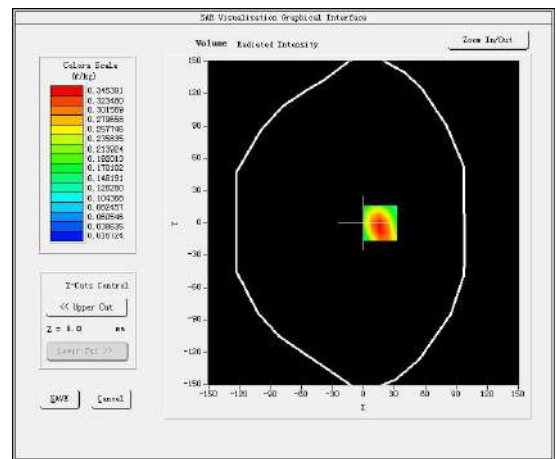 SAB Visualisation Graphical Interface
Volume Radiated Intensity
Zoom In/Out
Colors Scale
(W/kg)
0.345391
0.323480
0.301569
0.279658
0.257746
0.235835
0.213924
0.192013
0.170102
0.148191
0.126280
0.104368
0.082457
0.060546
0.038635
0.016724
150
120
90
60
30
0
-30
-60
-90
-120
-150
Y
-150 -120 -90 -60 -30 0 30 60 90 120 150
X
Z-Cuts Control
<< Upper Cut
Z = 1.0 mm
Lower Cut >>
SAVE Cancel